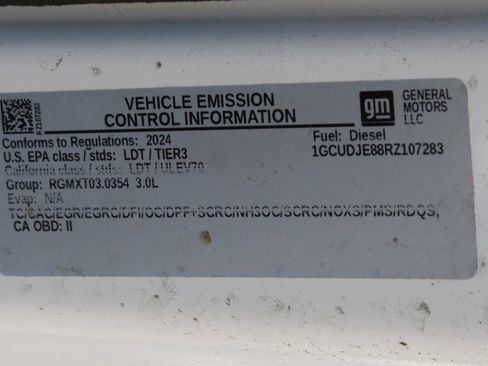 VEHICLE EMISSION
CONTROL INFORMATION
gm
GENERAL
MOTORS
LLC
RZ107283
Conforms to Regulations: 2024
U.S. EPA class / stds: LDT / TIER3
California class / stds: LDT / ULEV70
Group: RGMXT03.0354 3.0L
Evap: N/A
Fuel: Diesel
1GCUDJE88RZ107283
TC/CAC/EGR/EGRC/DFI/OC/DPF+SCRC/NH3OC/SCRC/NOXS/PMS/RDQS,
CA OBD: II